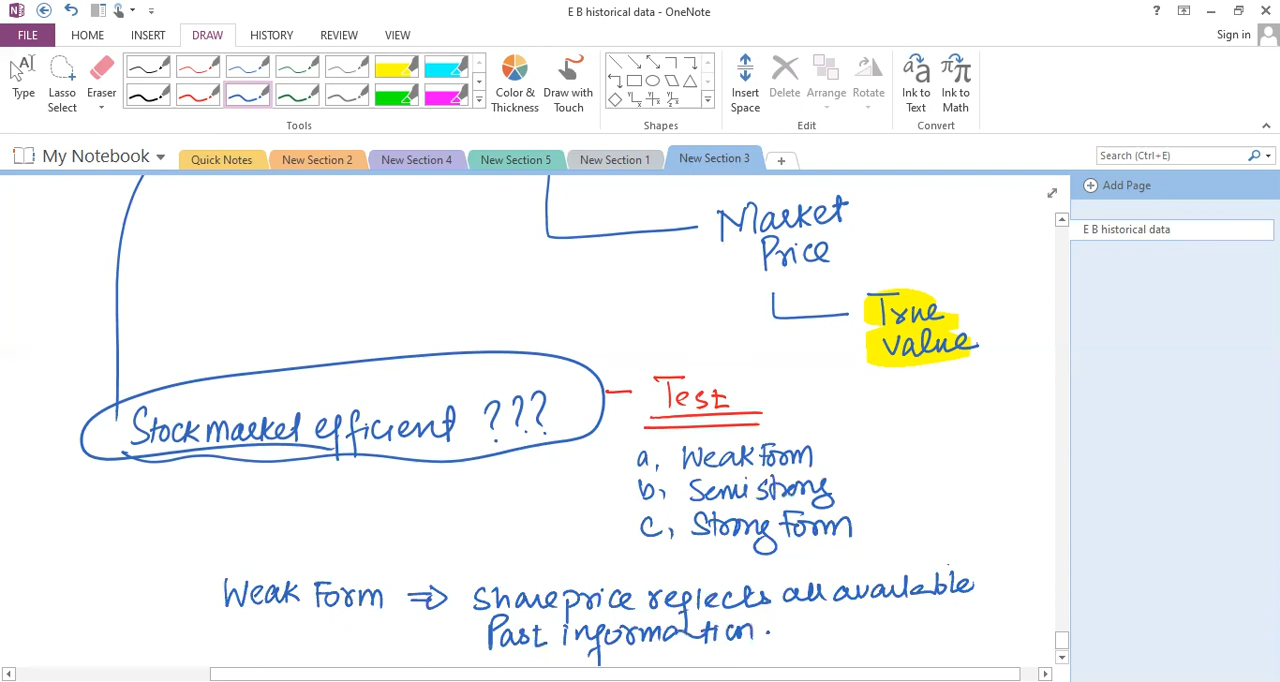 E B historical data - OneNote
?
Sign in
FILE HOME INSERT DRAW HISTORY REVIEW VIEW
Type
Lasso
Select
Eraser
Color &
Thickness
Draw with
Touch
Insert
Space
Delete
Arrange
Rotate
Ink to
Text
Ink to
Math
Tools
Shapes
Edit
Convert
My Notebook
Quick Notes
New Section 2
New Section 4
New Section 5
New Section 1
New Section 3
Search (Ctrl+E)
Add Page
E B historical data
Market
Price
True
value
Stock market efficient ???
Test
a, Weak Form
b, Semi strong
c, Strong Form
Weak Form ⇒ share price reflects all available
Past information.